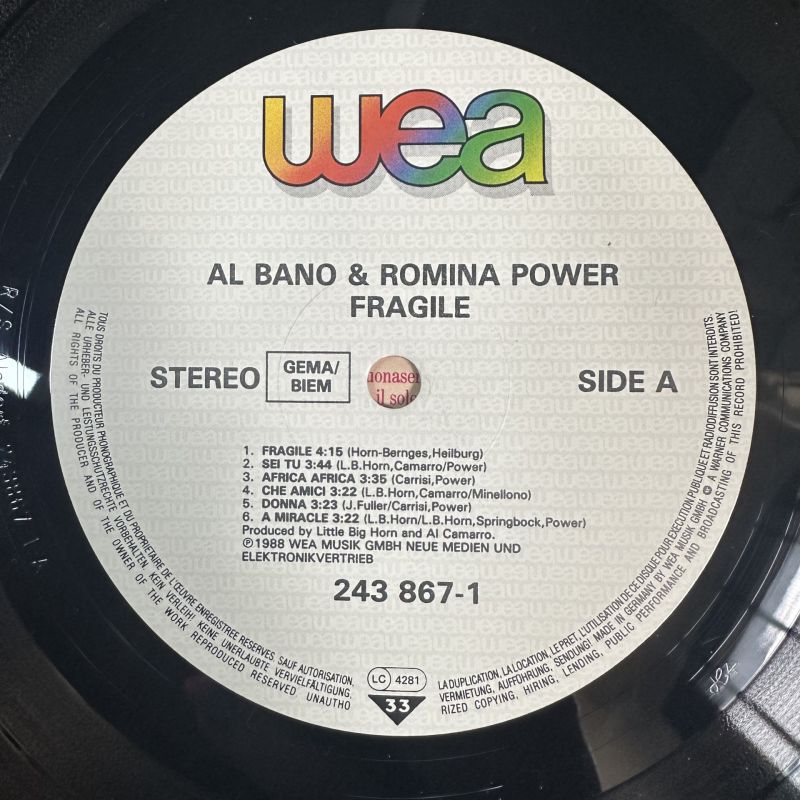 wea
AL BANO & ROMINA POWER
FRAGILE
STEREO
GEMA/
BIEM
SIDE A
1. FRAGILE 4:15 (Horn-Bernges,Heilburg)
2. SEI TU 3:44 (L.B.Horn,Camarro/Power)
3. AFRICA AFRICA 3:35 (Carrisi,Power)
4. CHE AMICI 3:22 (L.B.Horn,Camarro/Minellono)
5. DONNA 3:23 (J.Fuller/Carrisi,Power)
6. A MIRACLE 3:22 (L.B.Horn/L.B.Horn,Springbock,Power)
Produced by Little Big Horn and Al Camarro.
℗1988 WEA MUSIK GMBH NEUE MEDIEN UND
ELEKTRONIKVERTRIEB
243 867-1
LC 4281
33
TOUS DROITS DU PRODUCTEUR PHONOGRAPHIQUE ET DU PROPRIETAIRE DE L'ŒUVRE ENREGISTREE RESERVES. SAUF AUTORISATION,
LA DUPLICATION, LA LOCATION, LE PRET, L'UTILISATION DE CE DISQUE POUR EXECUTION PUBLIQUE ET RADIODIFFUSION SONT INTERDITS.
ALLE URHEBER- UND LEISTUNGSSCHUTZRECHTE VORBEHALTEN. KEIN VERLEIH! KEINE UNERLAUBTE VERVIELFÄLTIGUNG,
VERMIETUNG, AUFFÜHRUNG, SENDUNG! MADE IN GERMANY BY WEA MUSIK GMBH © A WARNER COMMUNICATIONS COMPANY
ALL RIGHTS OF THE PRODUCER AND OF THE OWNER OF THE WORK REPRODUCED RESERVED. UNAUTHO
RIZED COPYING, HIRING, LENDING, PUBLIC PERFORMANCE AND BROADCASTING OF THIS RECORD PROHIBITED!
il